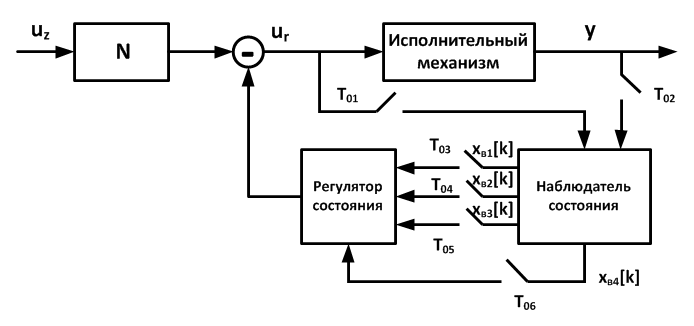 u_z
N
-
u_r
Исполнительный
механизм
y
T_01
T_02
T_03
T_04
T_05
T_06
x_в1[k]
x_в2[k]
x_в3[k]
x_в4[k]
Регулятор
состояния
Наблюдатель
состояния